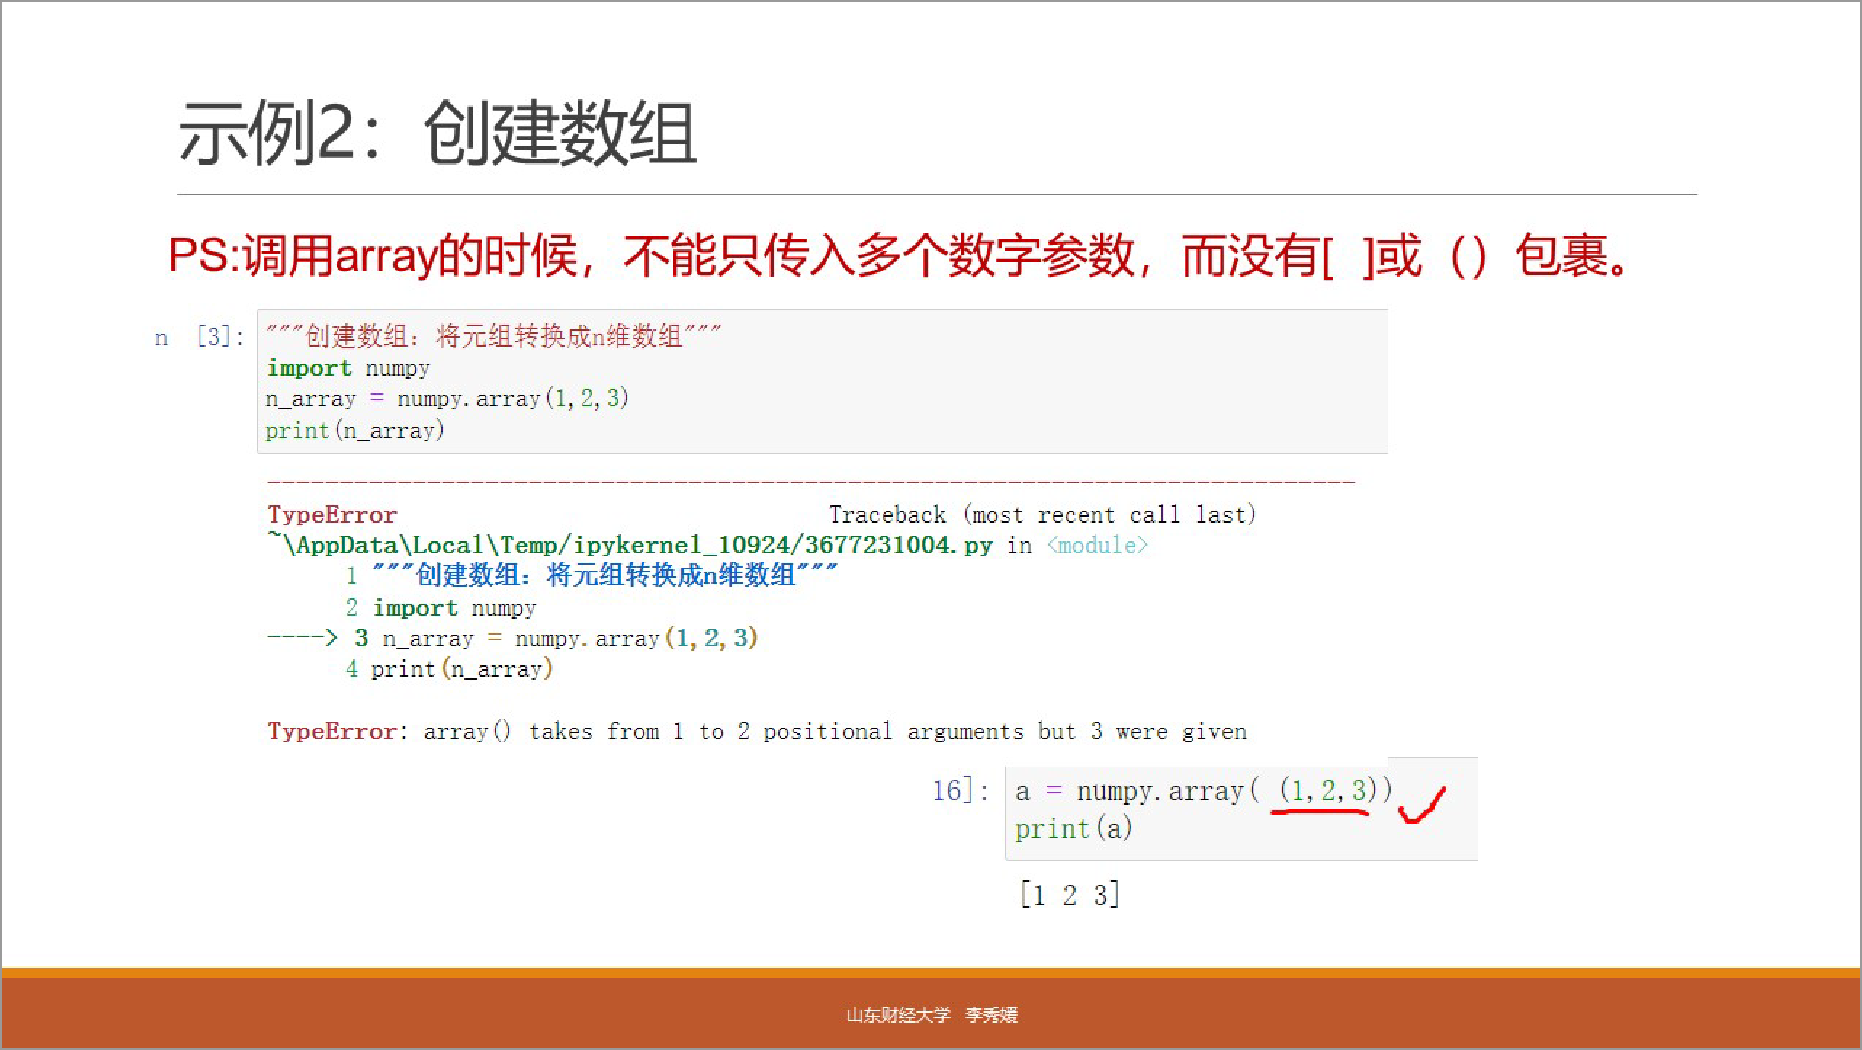 示例2：创建数组
PS:调用array的时候，不能只传入多个数字参数，而没有[ ]或（）包裹。
n [3]: """创建数组：将元组转换成n维数组"""
import numpy
n_array = numpy.array(1,2,3)
print(n_array)
---------------------------------------------------------------------------
TypeError Traceback (most recent call last)
~\AppData\Local\Temp/ipykernel_10924/3677231004.py in <module>
1 """创建数组：将元组转换成n维数组"""
2 import numpy
----> 3 n_array = numpy.array(1,2,3)
4 print(n_array)
TypeError: array() takes from 1 to 2 positional arguments but 3 were given
16]: a = numpy.array( (1,2,3))
print(a)
[1 2 3]
山东财经大学 李秀媛